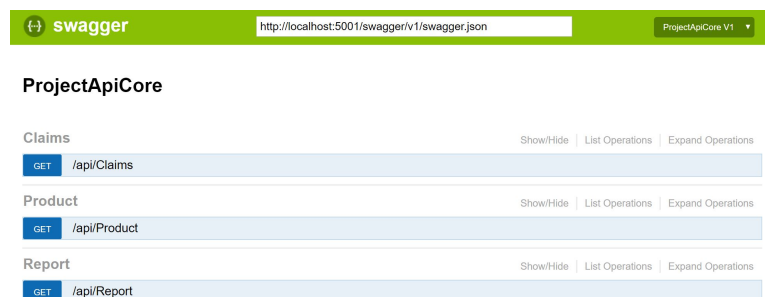 {··} swagger http://localhost:5001/swagger/v1/swagger.json ProjectApiCore V1
ProjectApiCore
Claims Show/Hide List Operations Expand Operations
GET /api/Claims
Product Show/Hide List Operations Expand Operations
GET /api/Product
Report Show/Hide List Operations Expand Operations
GET /api/Report